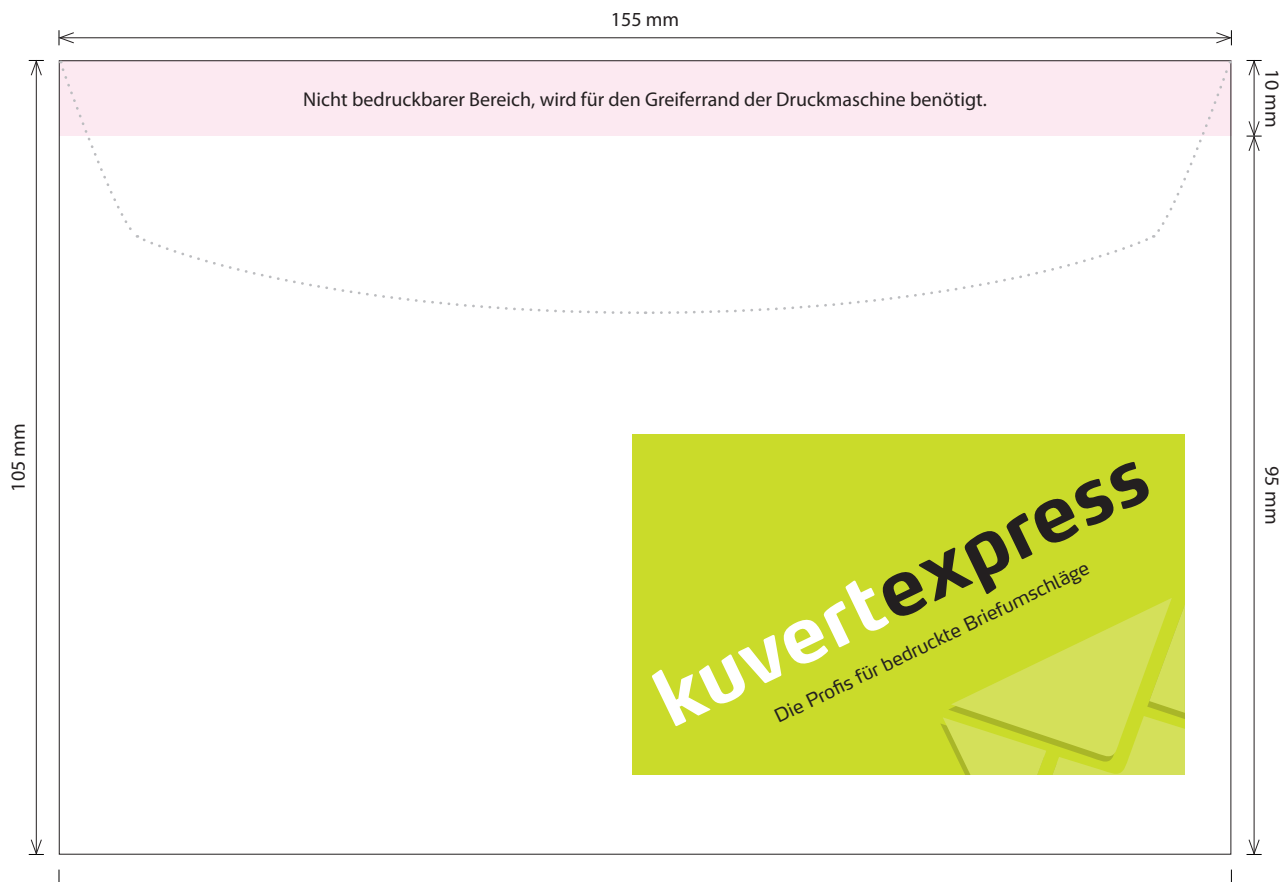 155 mm
Nicht bedruckbarer Bereich, wird für den Greiferrand der Druckmaschine benötigt.
10 mm
105 mm
95 mm
kuvertexpress
Die Profis für bedruckte Briefumschläge